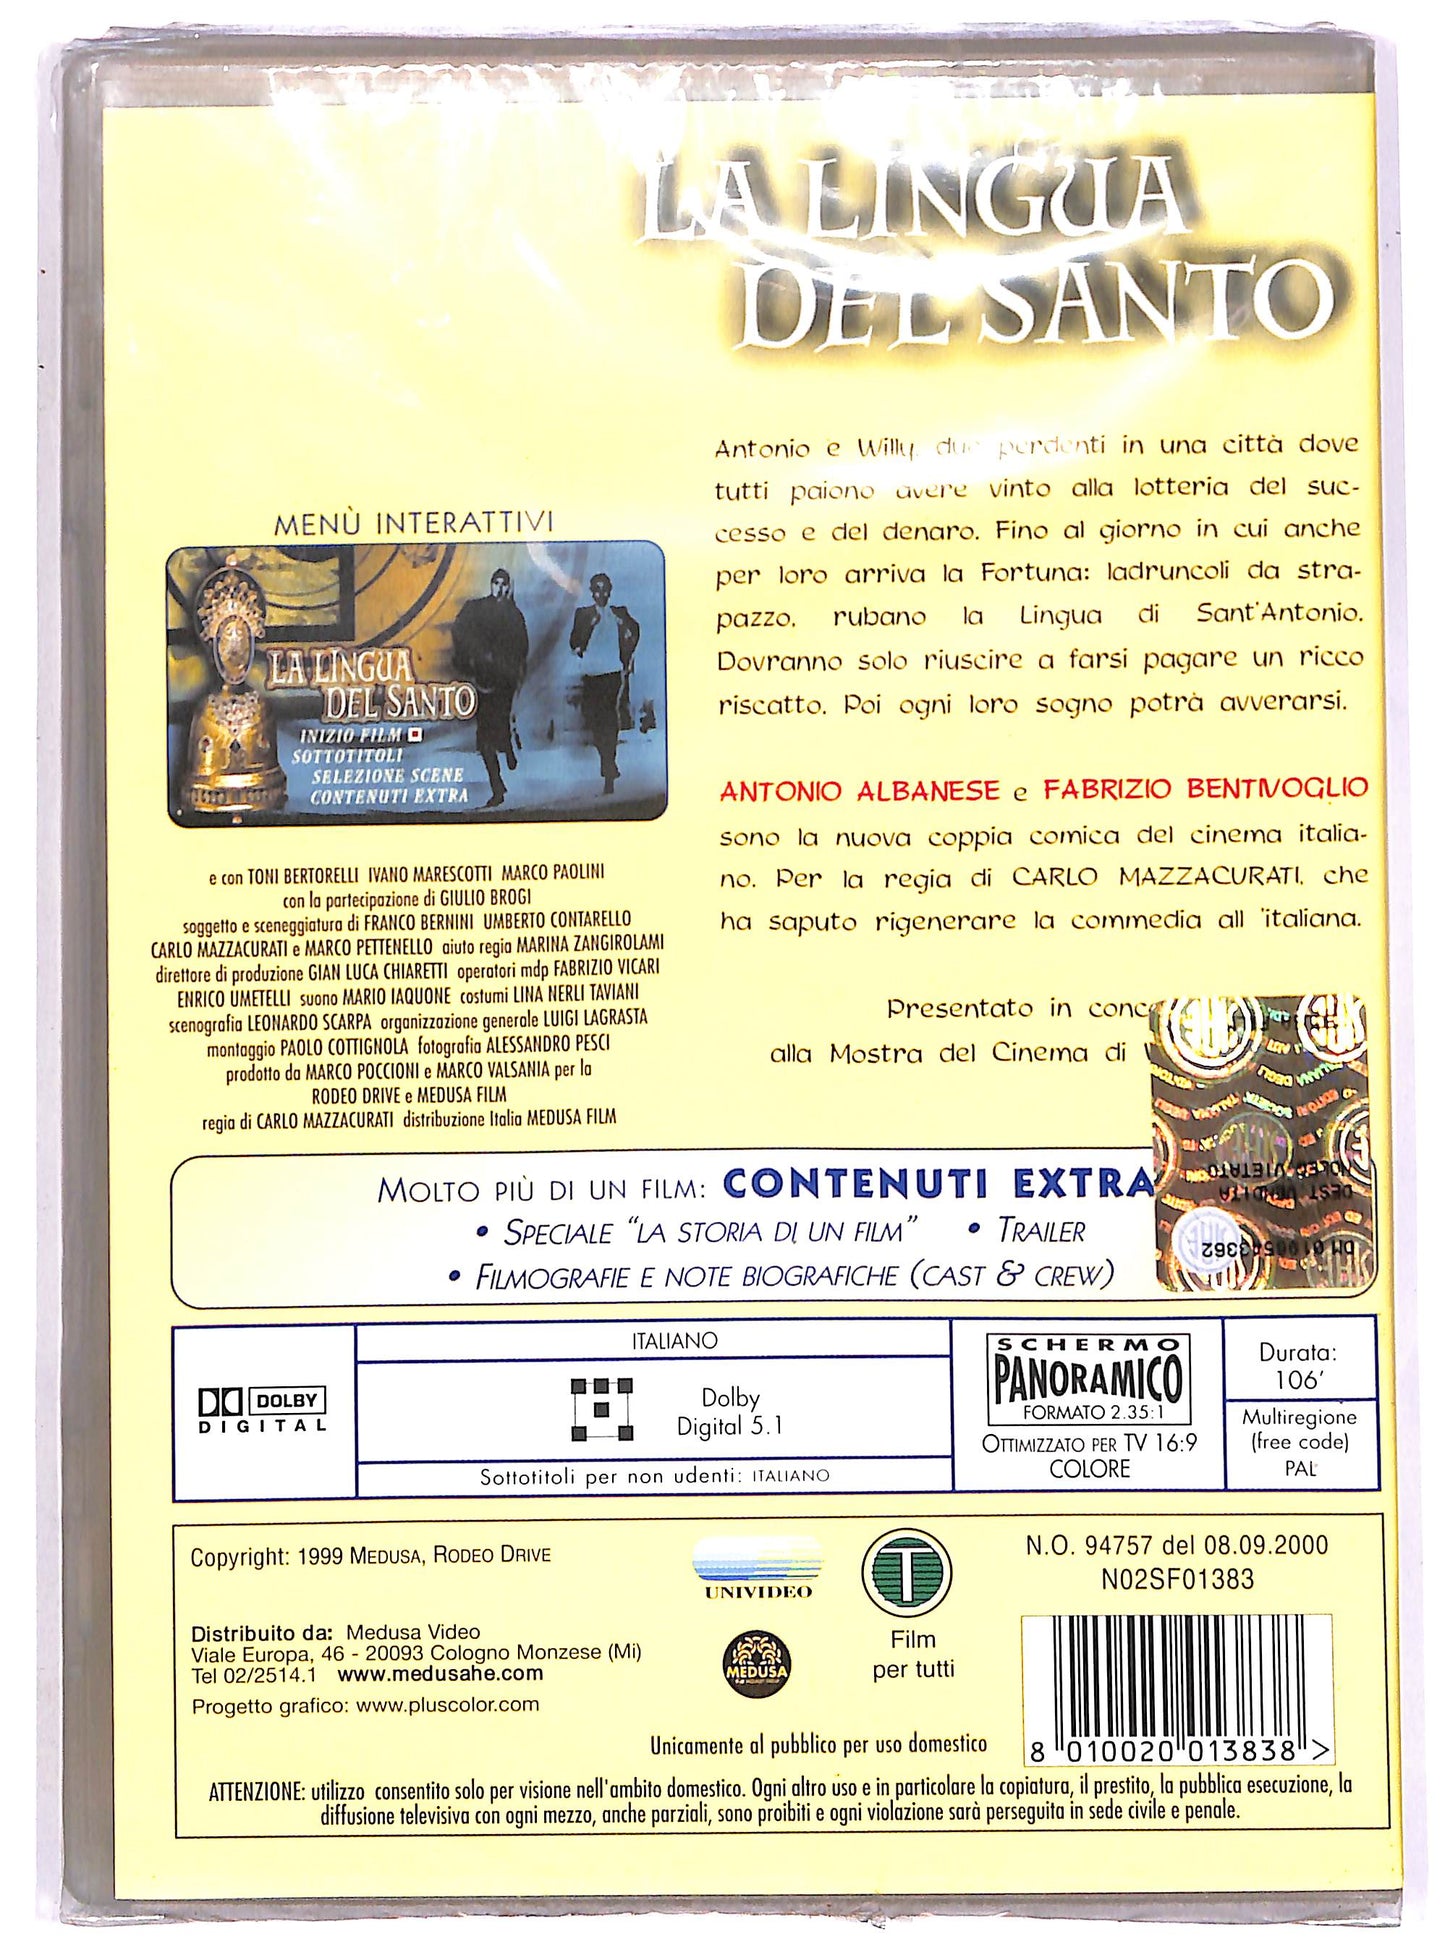 LA LINGUA
DEL SANTO
Antonio e Willy, due perdenti in una città dove
tutti paiono avere vinto alla lotteria del suc-
cesso e del denaro. Fino al giorno in cui anche
per loro arriva la Fortuna: ladruncoli da stra-
pazzo, rubano la Lingua di Sant'Antonio.
Dovranno solo riuscire a farsi pagare un ricco
riscatto. Poi ogni loro sogno potrà avverarsi.
ANTONIO ALBANESE e FABRIZIO BENTIVOGLIO
sono la nuova coppia comica del cinema italia-
no. Per la regia di CARLO MAZZACURATI, che
ha saputo rigenerare la commedia all 'italiana.
Presentato in conc
alla Mostra del Cinema di
MENÙ INTERATTIVI
LA LINGUA
DEL SANTO
INIZIO FILM
SOTTOTITOLI
SELEZIONE SCENE
CONTENUTI EXTRA
e con TONI BERTORELLI IVANO MARESCOTTI MARCO PAOLINI
con la partecipazione di GIULIO BROGI
soggetto e sceneggiatura di FRANCO BERNINI UMBERTO CONTARELLO
CARLO MAZZACURATI e MARCO PETTENELLO aiuto regia MARINA ZANGIROLAMI
direttore di produzione GIAN LUCA CHIARETTI operatori mdp FABRIZIO VICARI
ENRICO UMETELLI suono MARIO IAQUONE costumi LINA NERLI TAVIANI
scenografia LEONARDO SCARPA organizzazione generale LUIGI LAGRASTA
montaggio PAOLO COTTIGNOLA fotografia ALESSANDRO PESCI
prodotto da MARCO POCCIONI e MARCO VALSANIA per la
RODEO DRIVE e MEDUSA FILM
regia di CARLO MAZZACURATI distribuzione Italia MEDUSA FILM
MOLTO PIÙ DI UN FILM: CONTENUTI EXTRA
• SPECIALE "LA STORIA DI UN FILM" • TRAILER
• FILMOGRAFIE E NOTE BIOGRAFICHE (CAST & CREW)
NOLEG. VIETATO
DEST VENDITA
DOLBY
DIGITAL
ITALIANO
Dolby
Digital 5.1
Sottotitoli per non udenti: ITALIANO
SCHERMO
PANORAMICO
FORMATO 2.35:1
OTTIMIZZATO PER TV 16:9
COLORE
Durata:
106'
Multiregione
(free code)
PAL
Copyright: 1999 MEDUSA, RODEO DRIVE
Distribuito da: Medusa Video
Viale Europa, 46 - 20093 Cologno Monzese (Mi)
Tel 02/2514.1 www.medusahe.com
Progetto grafico: www.pluscolor.com
UNIVIDEO
MEDUSA
T
Film
per tutti
N.O. 94757 del 08.09.2000
N02SF01383
8 010020 013838 >
Unicamente al pubblico per uso domestico
ATTENZIONE: utilizzo consentito solo per visione nell'ambito domestico. Ogni altro uso e in particolare la copiatura, il prestito, la pubblica esecuzione, la
diffusione televisiva con ogni mezzo, anche parziali, sono proibiti e ogni violazione sarà perseguita in sede civile e penale.